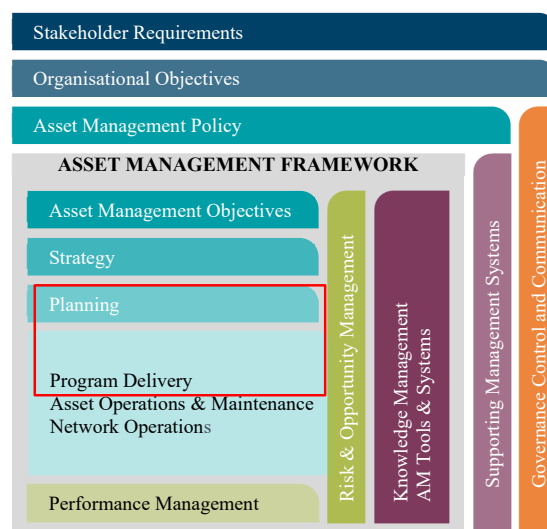 Stakeholder Requirements
Organisational Objectives
Asset Management Policy
ASSET MANAGEMENT FRAMEWORK
Asset Management Objectives
Strategy
Planning
Program Delivery
Asset Operations & Maintenance
Network Operations
Performance Management
Risk & Opportunity Management
Knowledge Management
AM Tools & Systems
Supporting Management Systems
Governance Control and Communication